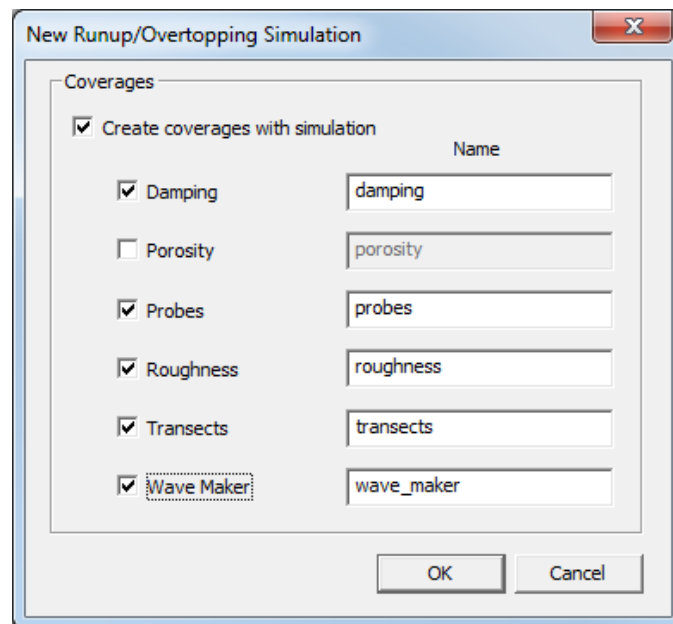 New Runup/Overtopping Simulation
Coverages
Create coverages with simulation
Name
Damping damping
Porosity porosity
Probes probes
Roughness roughness
Transects transects
Wave Maker wave_maker
OK Cancel